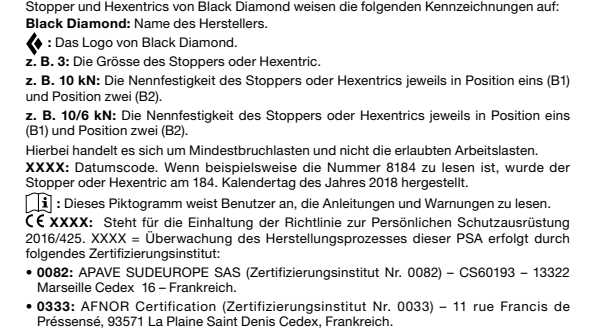 Stopper und Hexentrics von Black Diamond weisen die folgenden Kennzeichnungen auf:
Black Diamond: Name des Herstellers.
: Das Logo von Black Diamond.
z. B. 3: Die Grösse des Stoppers oder Hexentric.
z. B. 10 kN: Die Nennfestigkeit des Stoppers oder Hexentrics jeweils in Position eins (B1)
und Position zwei (B2).
z. B. 10/6 kN: Die Nennfestigkeit des Stoppers oder Hexentrics jeweils in Position eins
(B1) und Position zwei (B2).
Hierbei handelt es sich um Mindestbruchlasten und nicht die erlaubten Arbeitslasten.
XXXX: Datumscode. Wenn beispielsweise die Nummer 8184 zu lesen ist, wurde der
Stopper oder Hexentric am 184. Kalendertag des Jahres 2018 hergestellt.
i : Dieses Piktogramm weist Benutzer an, die Anleitungen und Warnungen zu lesen.
CE XXXX: Steht für die Einhaltung der Richtlinie zur Persönlichen Schutzausrüstung
2016/425. XXXX = Überwachung des Herstellungsprozesses dieser PSA erfolgt durch
folgendes Zertifizierungsinstitut:
• 0082: APAVE SUDEUROPE SAS (Zertifizierungsinstitut Nr. 0082) – CS60193 – 13322
Marseille Cedex 16 – Frankreich.
• 0333: AFNOR Certification (Zertifizierungsinstitut Nr. 0033) – 11 rue Francis de
Préssensé, 93571 La Plaine Saint Denis Cedex, Frankreich.